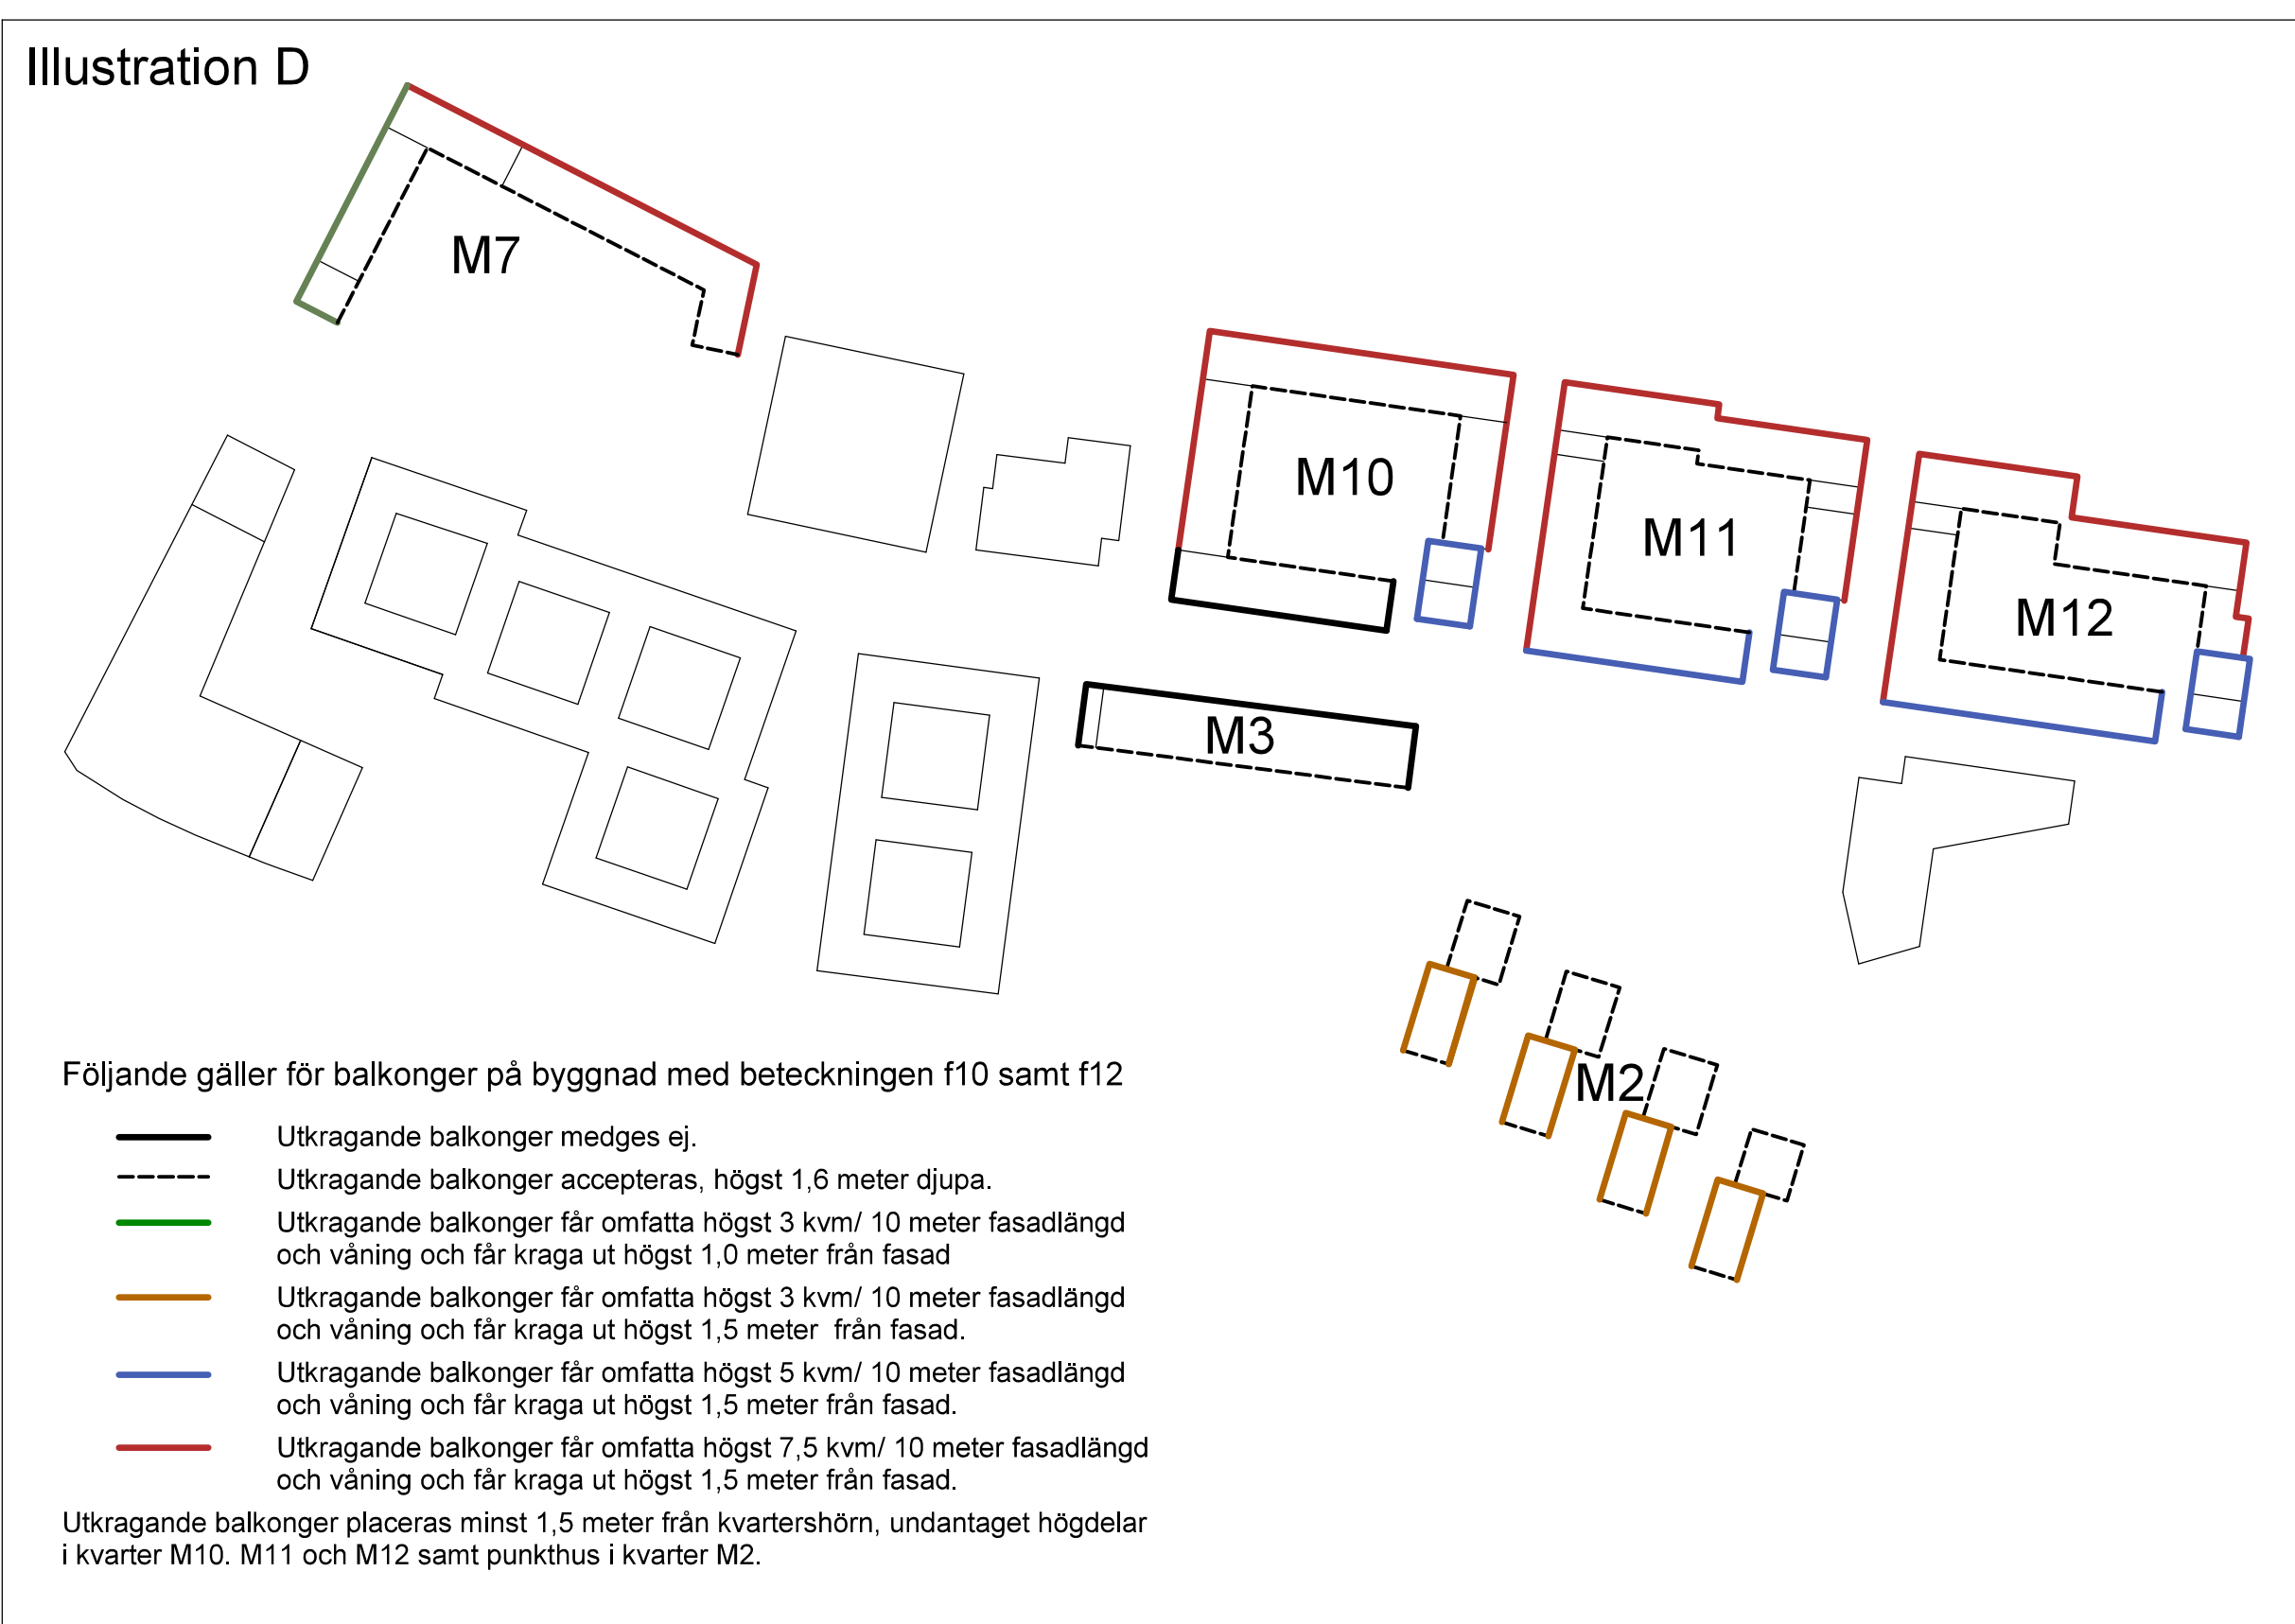 Illustration D
M7
M10
M11
M12
M3
M2
Följande gäller för balkonger på byggnad med beteckningen f10 samt f12
Utkragande balkonger medges ej.
Utkragande balkonger accepteras, högst 1,6 meter djupa.
Utkragande balkonger får omfatta högst 3 kvm/ 10 meter fasadlängd
och våning och får kraga ut högst 1,0 meter från fasad
Utkragande balkonger får omfatta högst 3 kvm/ 10 meter fasadlängd
och våning och får kraga ut högst 1,5 meter  från fasad.
Utkragande balkonger får omfatta högst 5 kvm/ 10 meter fasadlängd
och våning och får kraga ut högst 1,5 meter från fasad.
Utkragande balkonger får omfatta högst 7,5 kvm/ 10 meter fasadlängd
och våning och får kraga ut högst 1,5 meter från fasad.
Utkragande balkonger placeras minst 1,5 meter från kvartershörn, undantaget högdelar
i kvarter M10. M11 och M12 samt punkthus i kvarter M2.